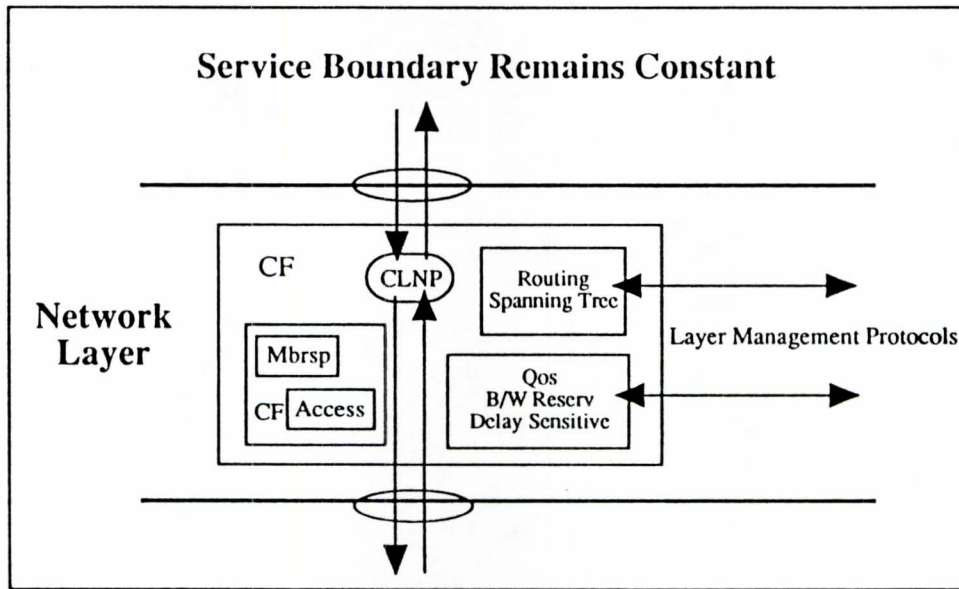 Service Boundary Remains Constant
CF
CLNP
Routing
Spanning Tree
Network
Layer
Layer Management Protocols
Mbrsp
CF
Access
Qos
B/W Reserv
Delay Sensitive